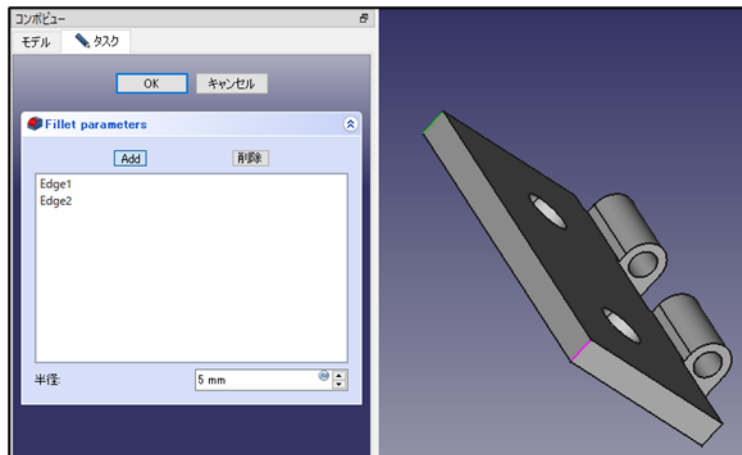 コンボビュー
モデル
タスク
OK
キャンセル
Fillet parameters
Add
削除
Edge1
Edge2
半径:
5 mm